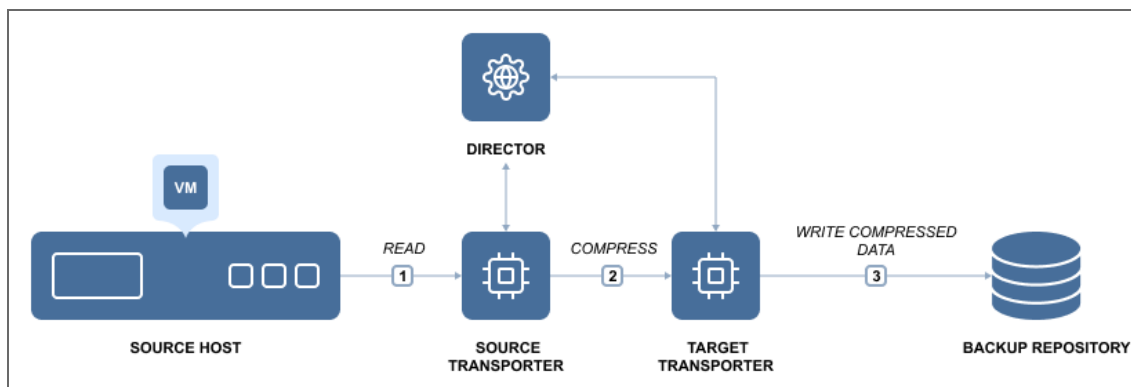 DIRECTOR
VM
READ
1
COMPRESS
2
WRITE COMPRESSED
DATA
3
SOURCE HOST
SOURCE
TRANSPORTER
TARGET
TRANSPORTER
BACKUP REPOSITORY